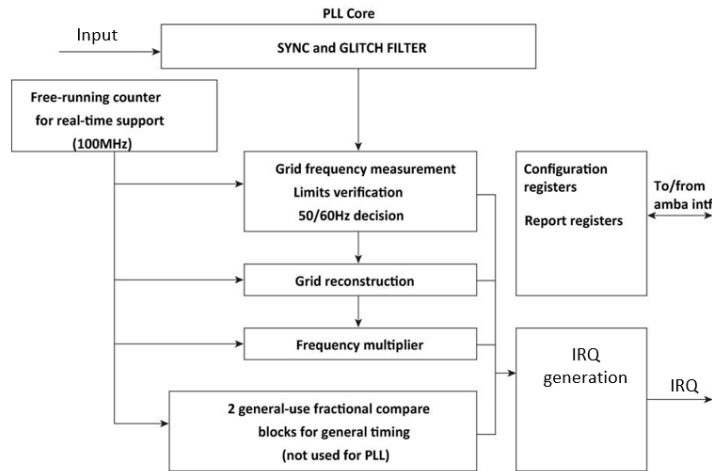 PLL Core
Input
SYNC and GLITCH FILTER
Free-running counter
for real-time support
(100MHz)
Grid frequency measurement
Limits verification
50/60Hz decision
Configuration
registers
Report registers
To/from
amba intf
Grid reconstruction
Frequency multiplier
IRQ
generation
IRQ
2 general-use fractional compare
blocks for general timing
(not used for PLL)